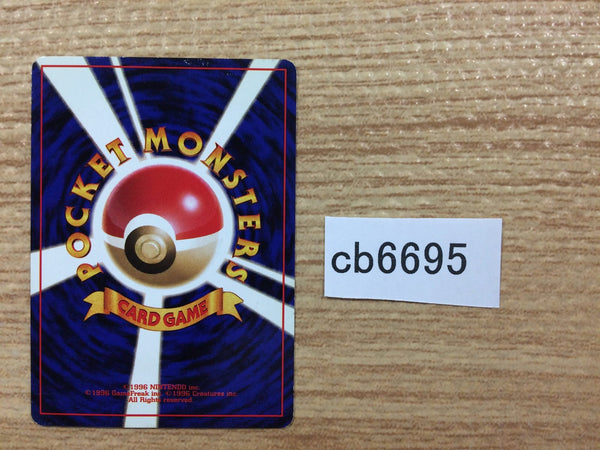 POCKET MONSTERS
CARD GAME
©1996 NINTENDO inc.
©1996 GameFreak inc. ©1996 Creatures inc.
All Rights reserved.
cb6695